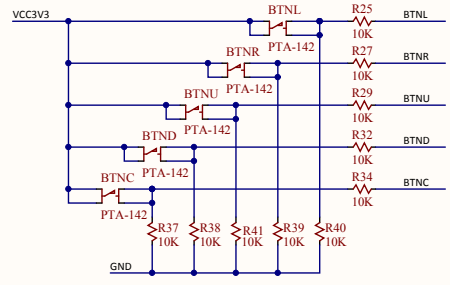 VCC3V3
BTNL
PTA-142
R25
10K
BTNL
BTNR
PTA-142
R27
10K
BTNR
BTNU
PTA-142
R29
10K
BTNU
BTND
PTA-142
R32
10K
BTND
BTNC
PTA-142
R34
10K
BTNC
R37
10K
R38
10K
R41
10K
R39
10K
R40
10K
GND